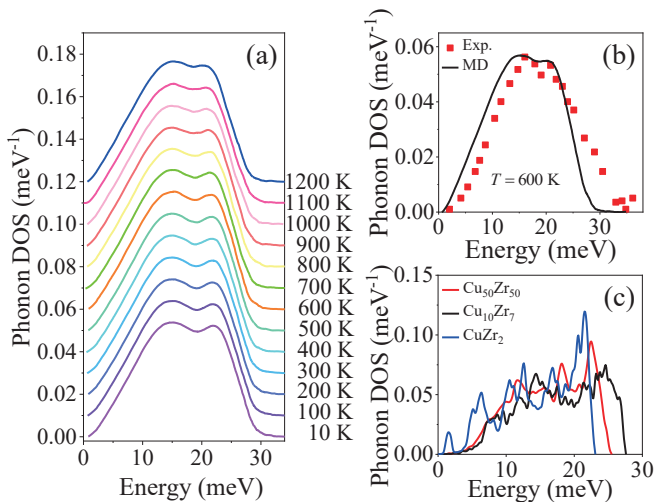 (a)
Phonon DOS (meV⁻¹)
0.18
0.16
0.14
0.12
0.10
0.08
0.06
0.04
0.02
0.00
1200 K
1100 K
1000 K
900 K
800 K
700 K
600 K
500 K
400 K
300 K
200 K
100 K
10 K
0 10 20 30
Energy (meV)
(b)
Exp.
MD
T = 600 K
Phonon DOS (meV⁻¹)
0.06
0.04
0.02
0.00
0 10 20 30
Energy (meV)
(c)
Cu₅₀Zr₅₀
Cu₁₀Zr₇
CuZr₂
Phonon DOS (meV⁻¹)
0.15
0.10
0.05
0.00
0 10 20 30
Energy (meV)